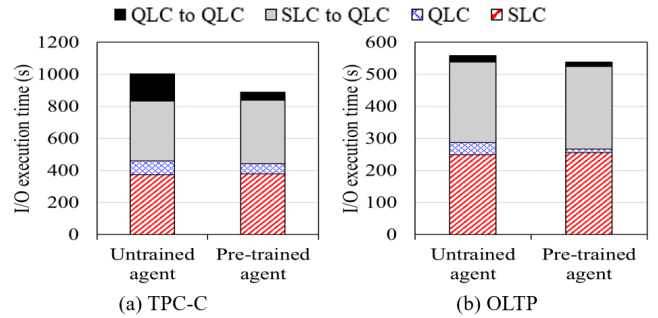 QLC to QLC SLC to QLC QLC SLC
I/O execution time (s)
1200
1000
800
600
400
200
0
Untrained agent
Pre-trained agent
(a) TPC-C
I/O execution time (s)
600
500
400
300
200
100
0
Untrained agent
Pre-trained agent
(b) OLTP